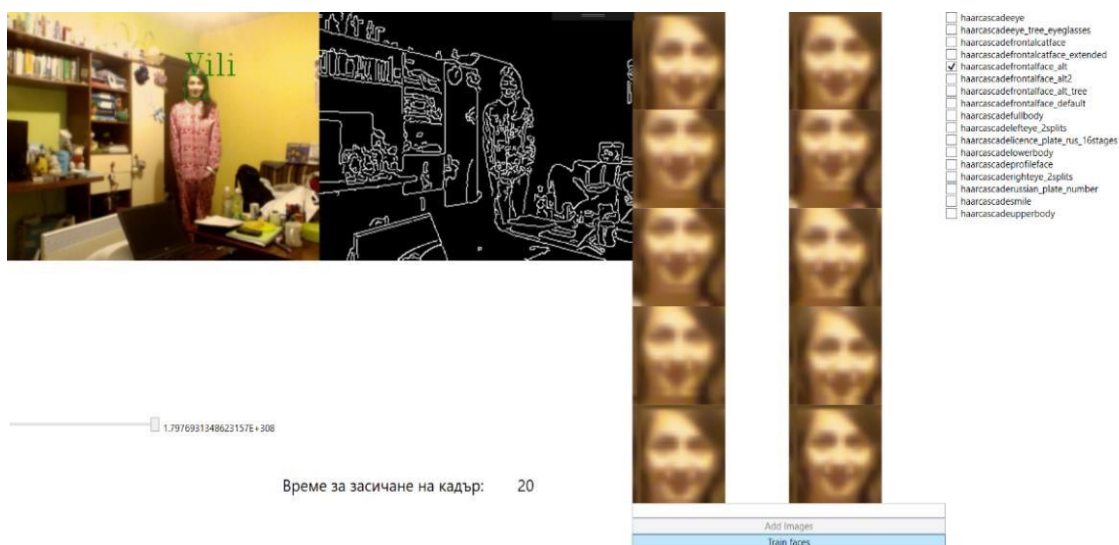 Vili
haarcascadeeye
haarcascadeeye_tree_eyeglasses
haarcascadefrontalcatface
haarcascadefrontalcatface_extended
haarcascadefrontalface_alt
haarcascadefrontalface_alt2
haarcascadefrontalface_alt_tree
haarcascadefrontalface_default
haarcascadefullbody
haarcascadelefteye_2splits
haarcascadelicence_plate_rus_16stages
haarcascadelowerbody
haarcascadeprofileface
haarcascaderighteye_2splits
haarcascaderussian_plate_number
haarcascadesmile
haarcascadeupperbody
1.7976931348623157E+308
Време за засичане на кадър: 20
Add Images
Train faces